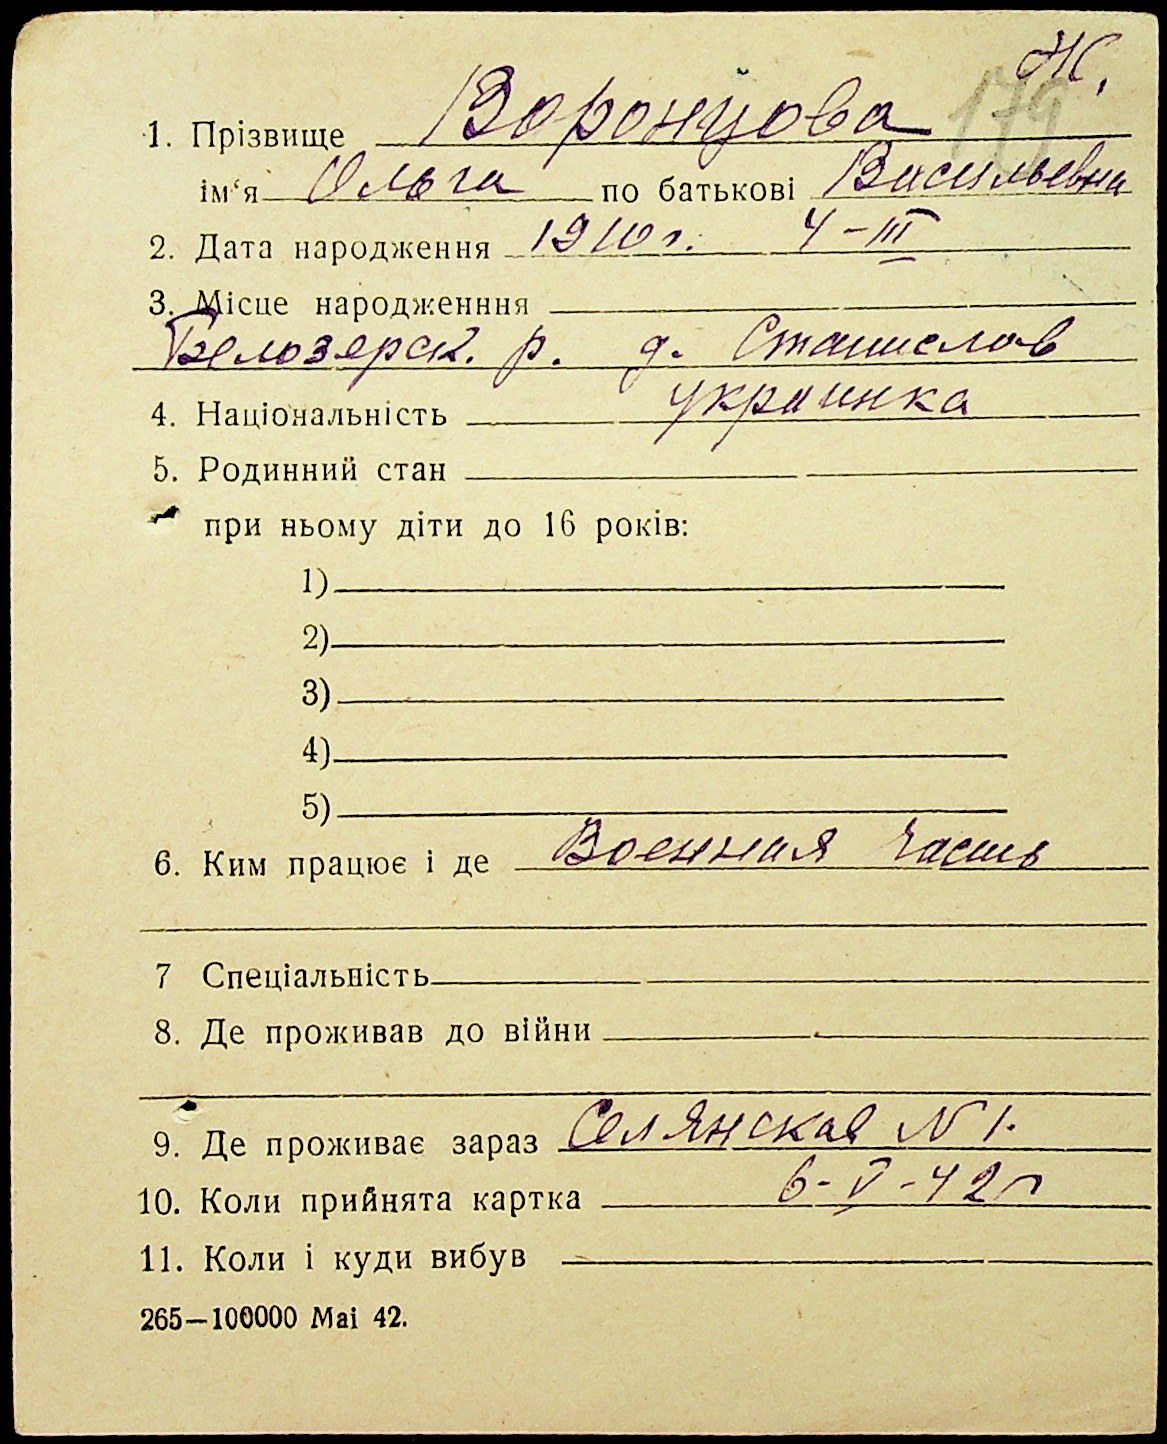 Ж.
179
1. Прізвище Воронцова
ім‘я Ольга по батькові Васильевна
2. Дата народження 1910 г. 4-III
3. Місце народженння
Белозерск. р. д. Станислав
4. Національність украинка
5. Родинний стан
при ньому діти до 16 років:
1)
2)
3)
4)
5)
6. Ким працює і де Военная часть
7 Спеціальність
8. Де проживав до війни
9. Де проживає зараз Селянская N 1.
10. Коли прийнята картка 6-V-42 г
11. Коли і куди вибув
265—100000 Маі 42.